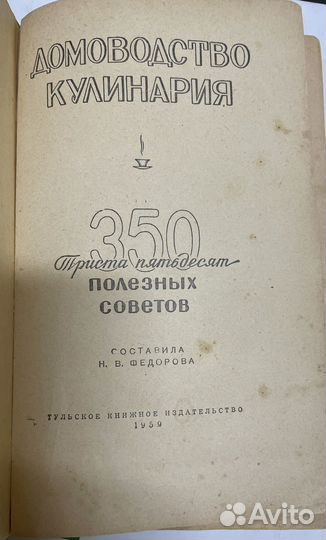 ДОМОВОДСТВО
КУЛИНАРИЯ
350
Триста пятьдесят
ПОЛЕЗНЫХ
СОВЕТОВ
СОСТАВИЛА
Н. В. ФЕДОРОВА
ТУЛЬСКОЕ КНИЖНОЕ ИЗДАТЕЛЬСТВО
1959
Avito